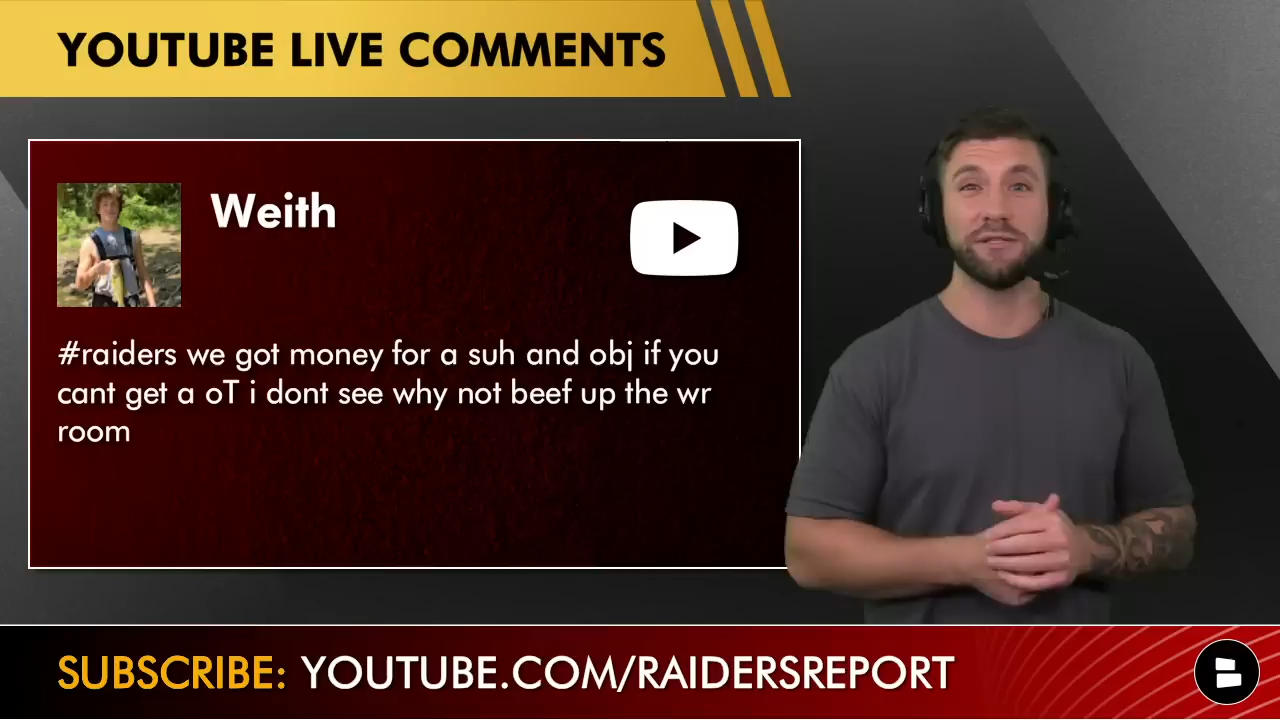 YOUTUBE LIVE COMMENTS
Weith
#raiders we got money for a suh and obj if you
cant get a oT i dont see why not beef up the wr
room
SUBSCRIBE: YOUTUBE.COM/RAIDERSREPORT